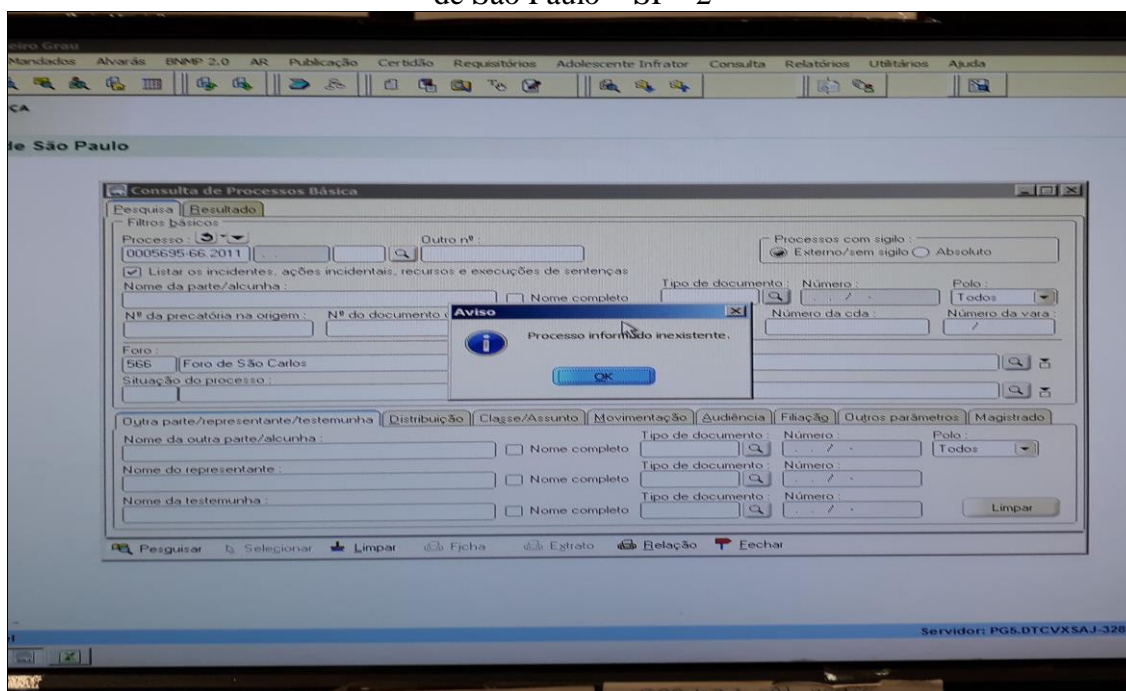 de São Paulo – SP – 2
eiro Grau
Mandados Alvarás BNMP 2.0 AR Publicação Certidão Requisitórios Adolescente Infrator Consulta Relatórios Utilitários Ajuda
ÇA
de São Paulo
Consulta de Processos Básica
Pesquisa Resultado
Filtros básicos
Processo : Outro nº : Processos com sigilo :
0005695-66.2011 Externo/sem sigilo Absoluto
Listar os incidentes, ações incidentais, recursos e execuções de sentenças
Nome da parte/alcunha : Tipo de documento : Número : Polo :
Nome completo Todos
Nº da precatória na origem : Nº do documento Número da cda : Número da vara :
Aviso
Processo informado inexistente.
OK
Foro :
566 Foro de São Carlos
Situação do processo :
Outra parte/representante/testemunha Distribuição Classe/Assunto Movimentação Audiência Filiação Outros parâmetros Magistrado
Nome da outra parte/alcunha : Tipo de documento : Número : Polo :
Nome completo Todos
Nome do representante : Tipo de documento : Número :
Nome completo
Nome da testemunha : Tipo de documento : Número :
Nome completo Limpar
Pesquisar Selecionar Limpar Ficha Extrato Relação Fechar
Servidor: PG5.DTCVXSAJ-328